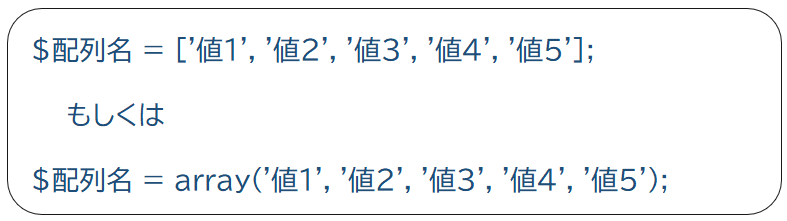 $配列名 = [’値1’, ’値2’, ’値3’, ’値4’, ’値5’];
もしくは
$配列名 = array(’値1’, ’値2’, ’値3’, ’値4’, ’値5’);